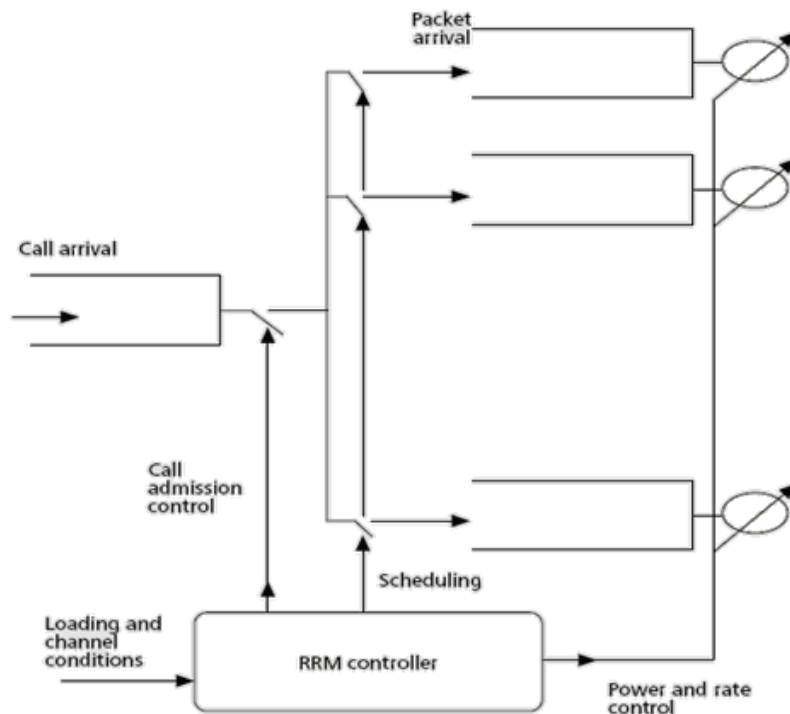 Packet
arrival
Call arrival
Call
admission
control
Scheduling
Loading and
channel
conditions
RRM controller
Power and rate
control